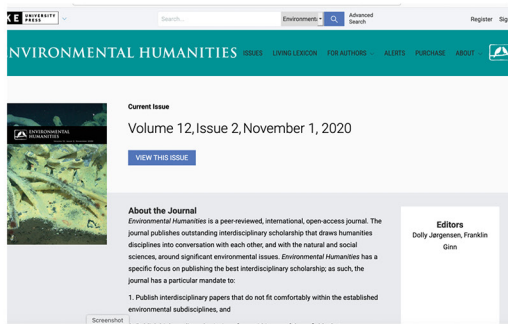 KE UNIVERSITY PRESS
Search...
Environmenta
Advanced Search
Register
Sig
NVIRONMENTAL HUMANITIES
ISSUES
LIVING LEXICON
FOR AUTHORS
ALERTS
PURCHASE
ABOUT
ENVIRONMENTAL
HUMANITIES
Current Issue
Volume 12, Issue 2, November 1, 2020
VIEW THIS ISSUE
About the Journal
Environmental Humanities is a peer-reviewed, international, open-access journal. The
journal publishes outstanding interdisciplinary scholarship that draws humanities
disciplines into conversation with each other, and with the natural and social
sciences, around significant environmental issues. Environmental Humanities has a
specific focus on publishing the best interdisciplinary scholarship; as such, the
journal has a particular mandate to:
1. Publish interdisciplinary papers that do not fit comfortably within the established
environmental subdisciplines, and
Editors
Dolly Jørgensen, Franklin
Ginn
Screenshot